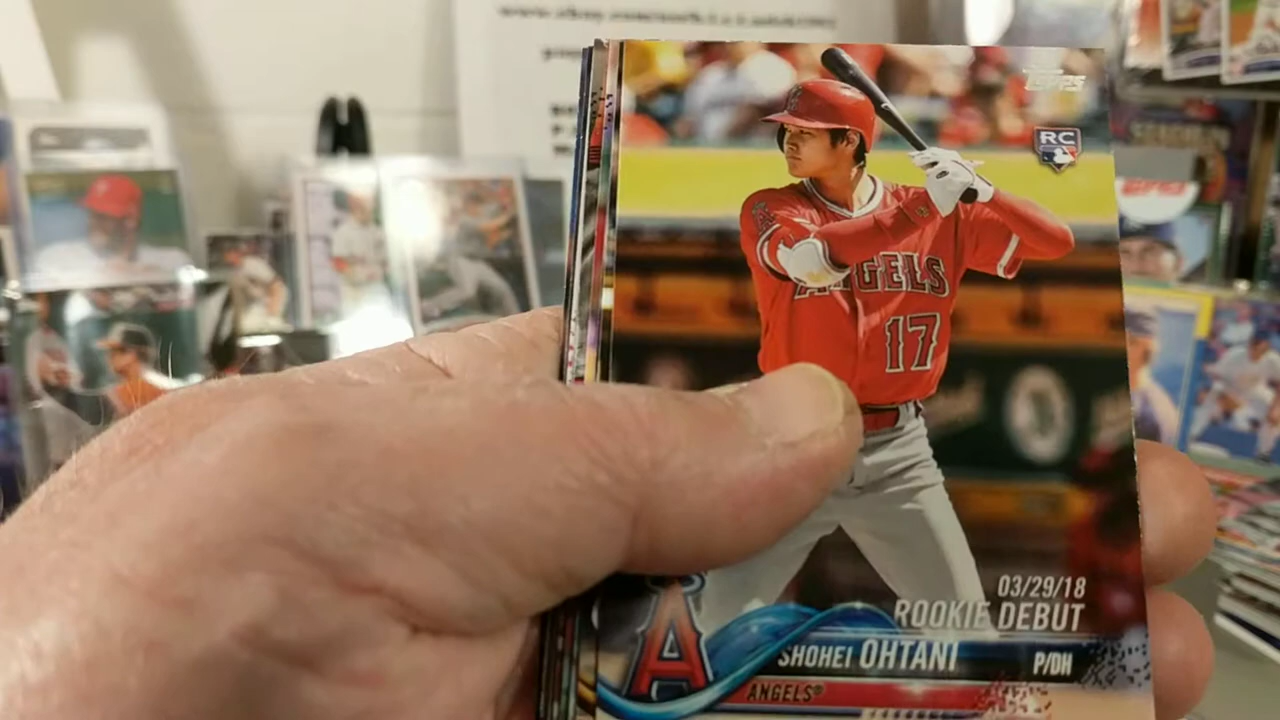 TOPPS
RC
ANGELS
17
03/29/18
ROOKIE DEBUT
SHOHEI OHTANI
P/DH
A
ANGELS®